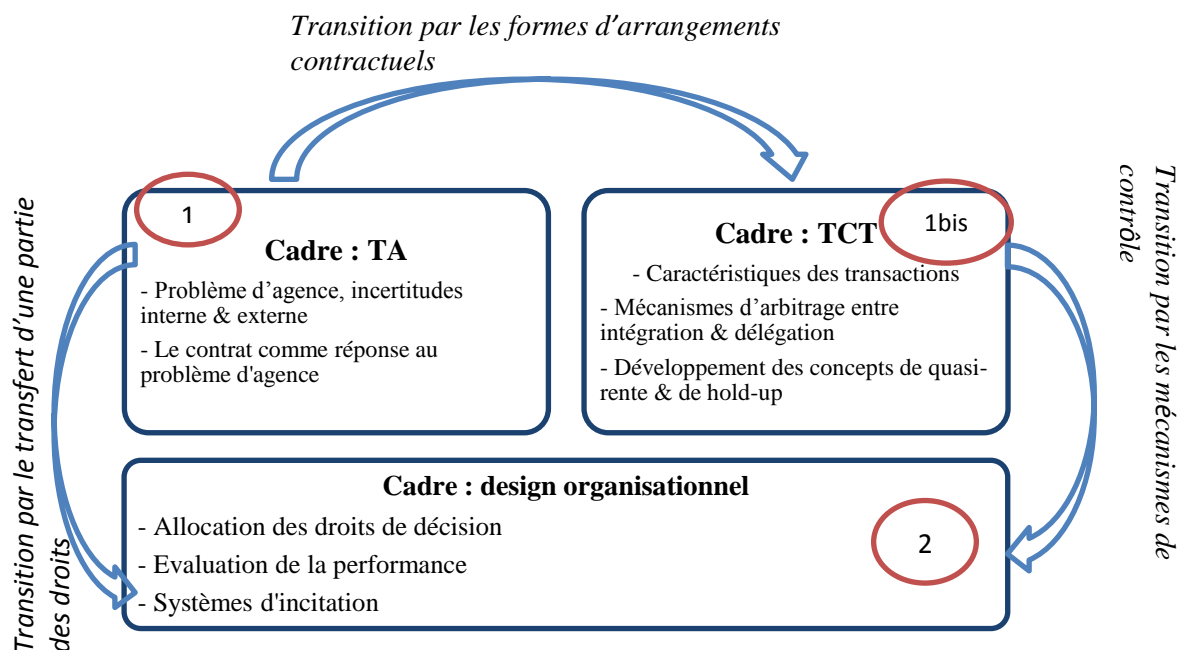 Transition par les formes d'arrangements
contractuels
1
Cadre : TA
- Problème d'agence, incertitudes
interne & externe
- Le contrat comme réponse au
problème d'agence
1bis
Cadre : TCT
- Caractéristiques des transactions
- Mécanismes d'arbitrage entre
intégration & délégation
- Développement des concepts de quasi-
rente & de hold-up
Cadre : design organisationnel
- Allocation des droits de décision
- Evaluation de la performance
- Systèmes d'incitation
2
Transition par le transfert d'une partie
des droits
Transition par les mécanismes de
contrôle